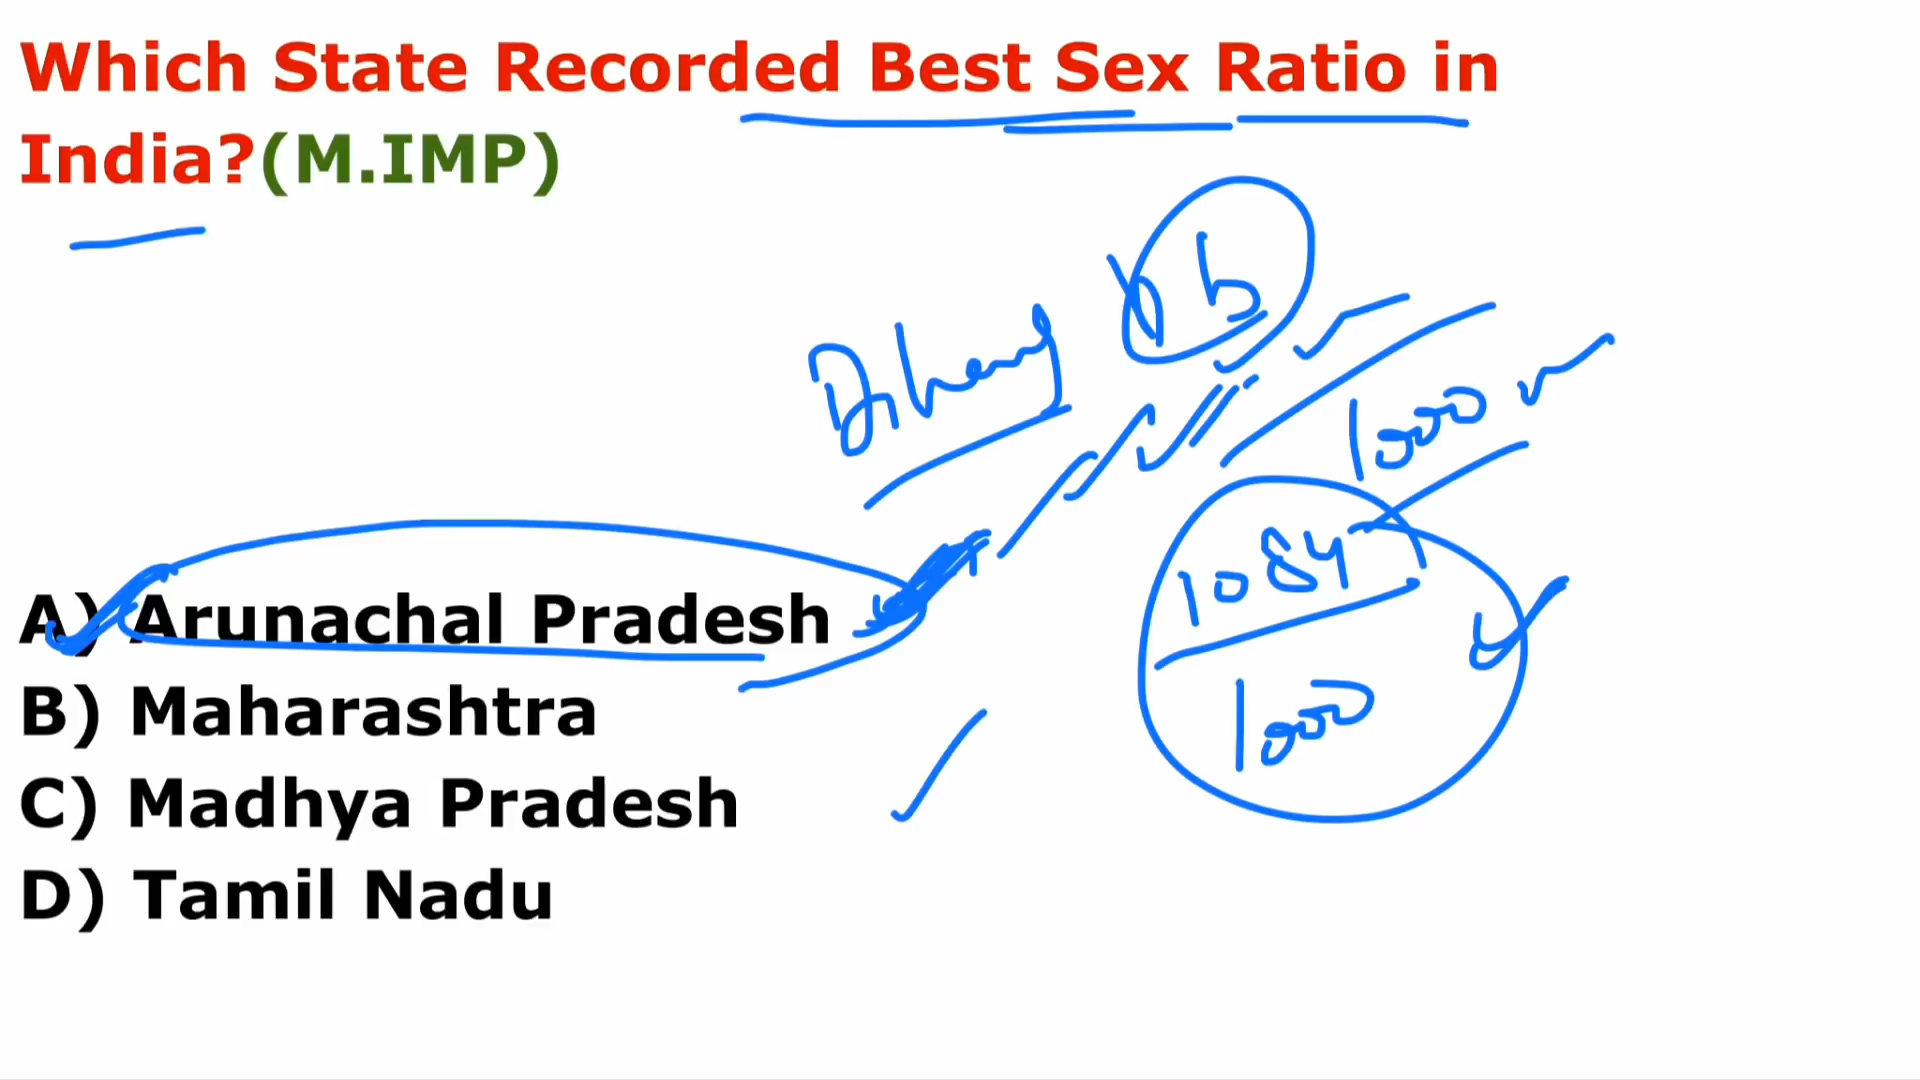 Which State Recorded Best Sex Ratio in
India?(M.IMP)
Dihang
1000
1084
1000
A) Arunachal Pradesh
B) Maharashtra
C) Madhya Pradesh
D) Tamil Nadu